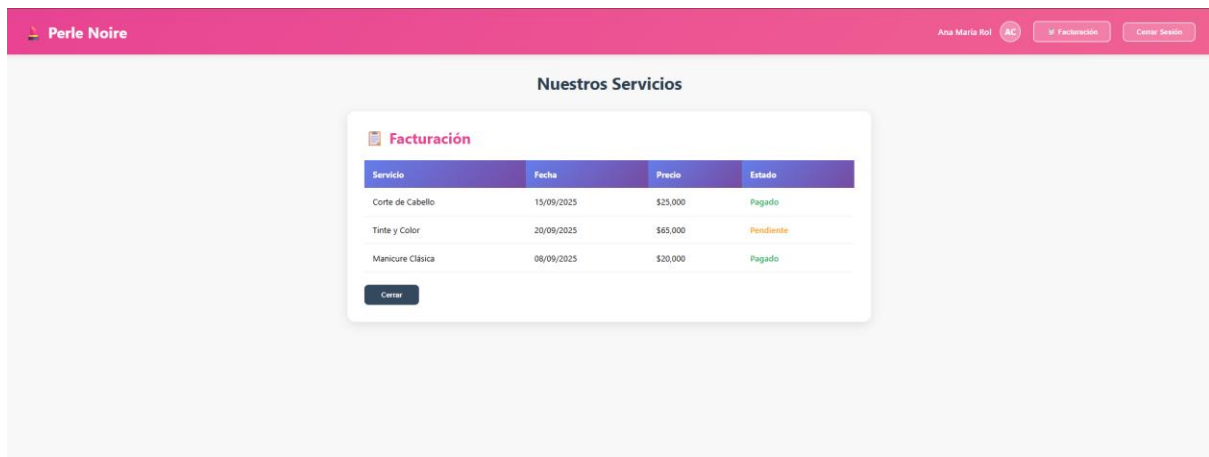 Perle Noire
Ana María Rol AC Facturación Cerrar Sesión
Nuestros Servicios
Facturación
Servicio Fecha Precio Estado
Corte de Cabello 15/09/2025 $25,000 Pagado
Tinte y Color 20/09/2025 $65,000 Pendiente
Manicure Clásica 08/09/2025 $20,000 Pagado
Cerrar